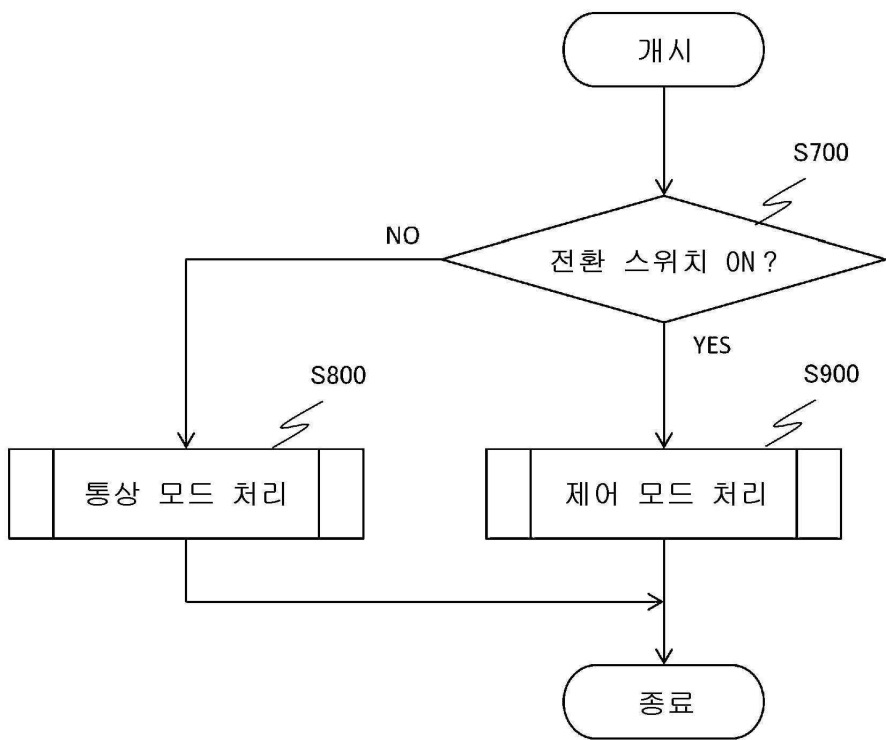 개시
S700
전환 스위치 ON?
NO
YES
S800
S900
통상 모드 처리
제어 모드 처리
종료